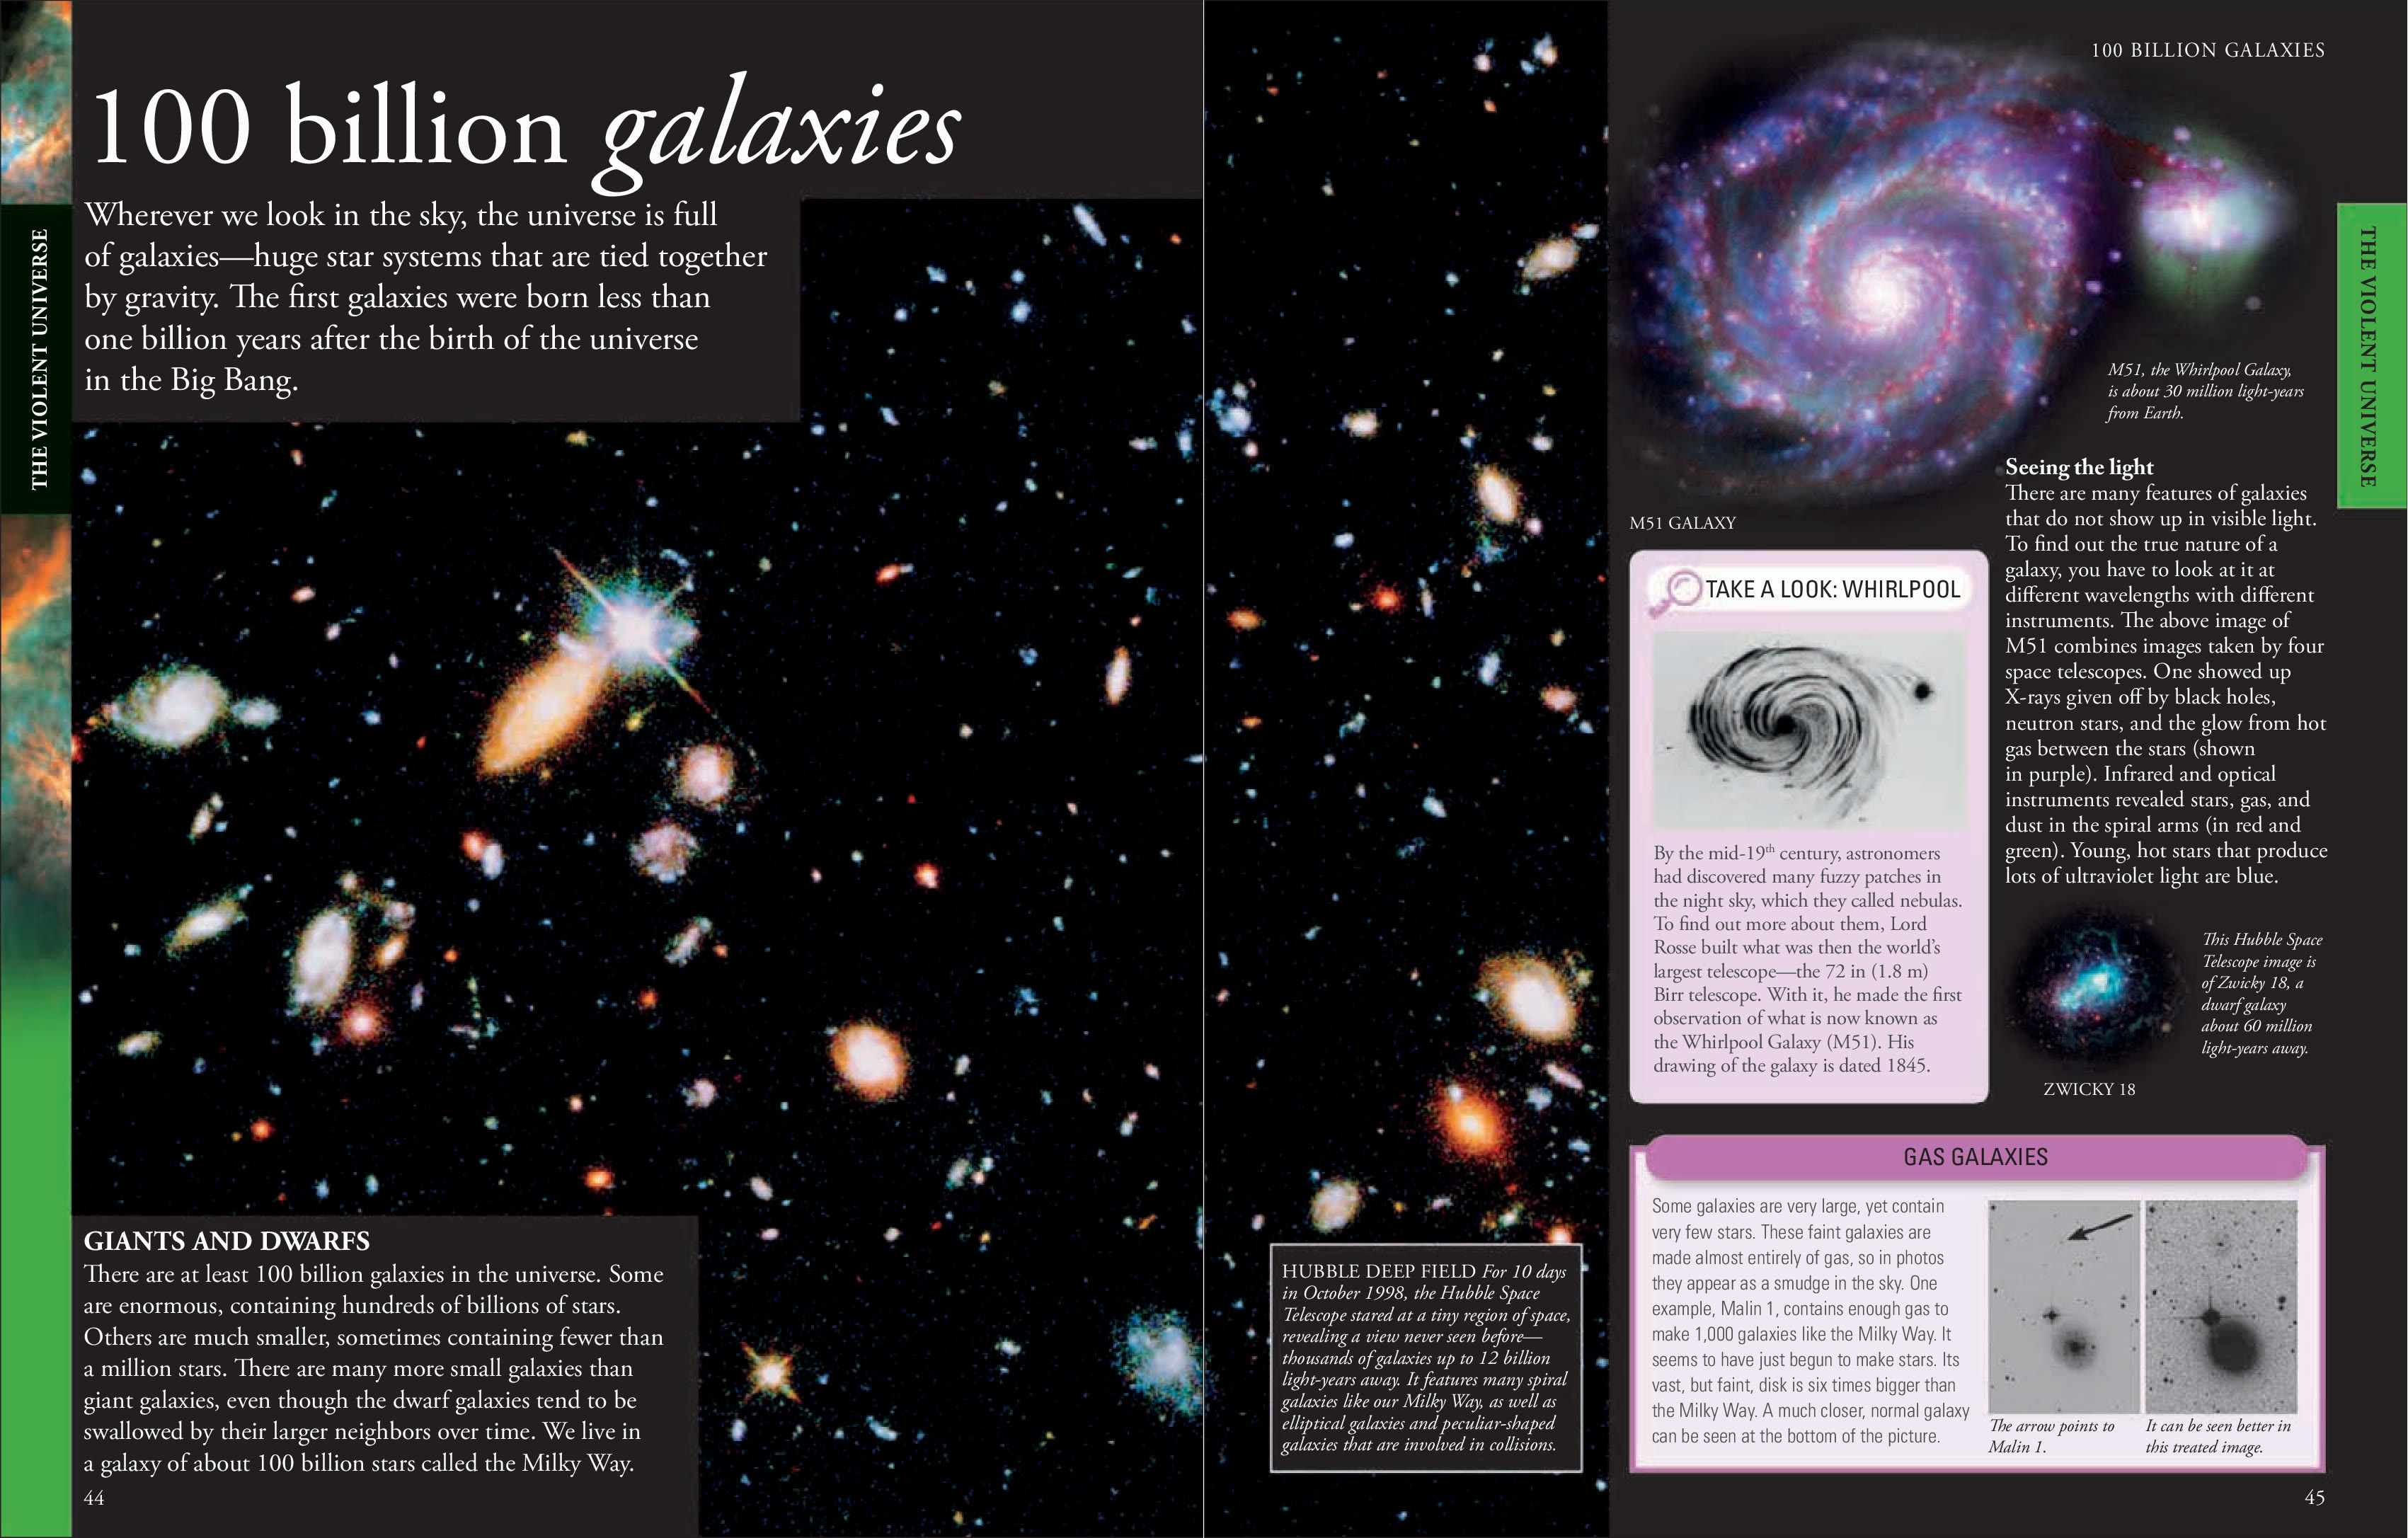 THE VIOLENT UNIVERSE
100 billion galaxies
Wherever we look in the sky, the universe is full
of galaxies—huge star systems that are tied together
by gravity. The first galaxies were born less than
one billion years after the birth of the universe
in the Big Bang.
GIANTS AND DWARFS
There are at least 100 billion galaxies in the universe. Some
are enormous, containing hundreds of billions of stars.
Others are much smaller, sometimes containing fewer than
a million stars. There are many more small galaxies than
giant galaxies, even though the dwarf galaxies tend to be
swallowed by their larger neighbors over time. We live in
a galaxy of about 100 billion stars called the Milky Way.
44
HUBBLE DEEP FIELD For 10 days
in October 1998, the Hubble Space
Telescope stared at a tiny region of space,
revealing a view never seen before—
thousands of galaxies up to 12 billion
light-years away. It features many spiral
galaxies like our Milky Way, as well as
elliptical galaxies and peculiar-shaped
galaxies that are involved in collisions.
100 BILLION GALAXIES
M51, the Whirlpool Galaxy,
is about 30 million light-years
from Earth.
M51 GALAXY
TAKE A LOOK: WHIRLPOOL
By the mid-19th century, astronomers
had discovered many fuzzy patches in
the night sky, which they called nebulas.
To find out more about them, Lord
Rosse built what was then the world's
largest telescope—the 72 in (1.8 m)
Birr telescope. With it, he made the first
observation of what is now known as
the Whirlpool Galaxy (M51). His
drawing of the galaxy is dated 1845.
Seeing the light
There are many features of galaxies
that do not show up in visible light.
To find out the true nature of a
galaxy, you have to look at it at
different wavelengths with different
instruments. The above image of
M51 combines images taken by four
space telescopes. One showed up
X-rays given off by black holes,
neutron stars, and the glow from hot
gas between the stars (shown
in purple). Infrared and optical
instruments revealed stars, gas, and
dust in the spiral arms (in red and
green). Young, hot stars that produce
lots of ultraviolet light are blue.
This Hubble Space
Telescope image is
of Zwicky 18, a
dwarf galaxy
about 60 million
light-years away.
ZWICKY 18
GAS GALAXIES
Some galaxies are very large, yet contain
very few stars. These faint galaxies are
made almost entirely of gas, so in photos
they appear as a smudge in the sky. One
example, Malin 1, contains enough gas to
make 1,000 galaxies like the Milky Way. It
seems to have just begun to make stars. Its
vast, but faint, disk is six times bigger than
the Milky Way. A much closer, normal galaxy
can be seen at the bottom of the picture.
The arrow points to
Malin 1.
It can be seen better in
this treated image.
THE VIOLENT UNIVERSE
45